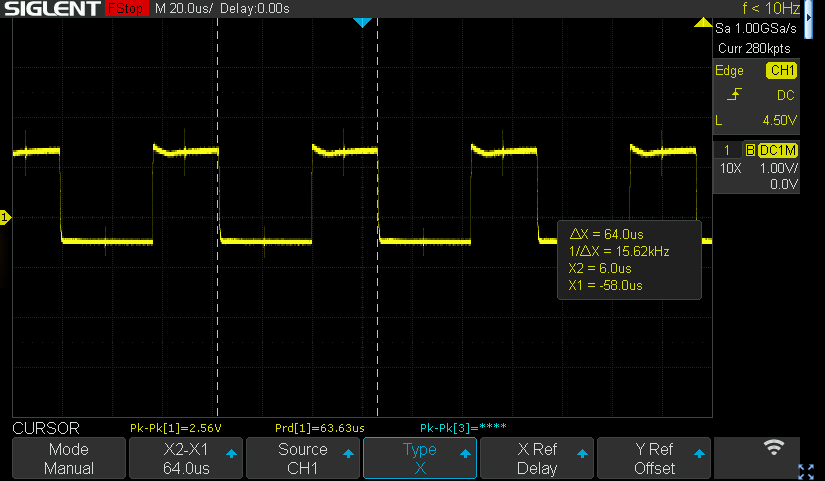 SIGLENT FStop M 20.0us/ Delay:0.00s f < 10Hz
Sa 1.00GSa/s
Curr 280kpts
Edge CH1
DC
L 4.50V
1 B DC1M
10X 1.00V/
0.0V
1
ΔX = 64.0us
1/ΔX = 15.62kHz
X2 = 6.0us
X1 = -58.0us
CURSOR Pk-Pk[1]=2.56V Prd[1]=63.63us Pk-Pk[3]=****
Mode X2-X1 Source Type X Ref Y Ref
Manual 64.0us CH1 X Delay Offset